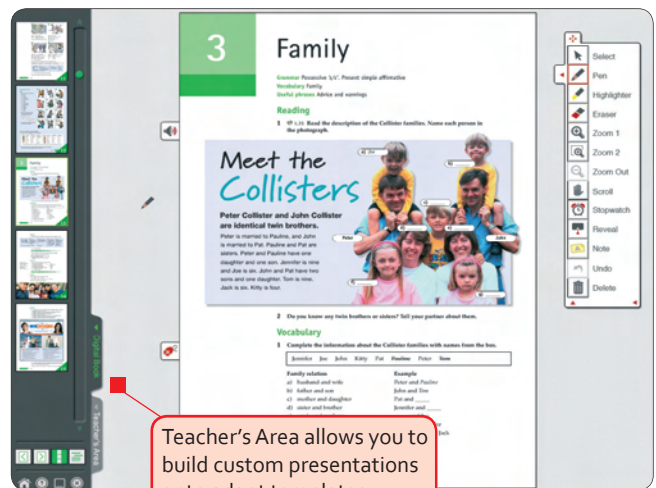 3
Family
Grammar Possessive 's/s'. Present simple affirmative
Vocabulary Family
Useful phrases Advice and warnings
Reading
1 1.25 Read the description of the Collister families. Name each person in
the photograph.
Meet the
Collisters
Peter Collister and John Collister
are identical twin brothers.
Peter is married to Pauline, and John
is married to Pat. Pauline and Pat are
sisters. Peter and Pauline have one
daughter and one son. Jennifer is nine
and Joe is six. John and Pat have two
sons and one daughter. Tom is nine.
Jack is six. Kitty is four.
a) Joe
b)
c)
Peter
John
2 Do you know any twin brothers or sisters? Tell your partner about them.
Vocabulary
1 Complete the information about the Collister families with names from the box.
Jennifer Joe John Kitty Pat Pauline Peter Tom
Family relation Example
a) husband and wife Peter and Pauline
b) father and son John and Tom
c) mother and daughter Pat and _____
d) sister and brother Jennifer and _____
Jack
Select
Pen
Highlighter
Eraser
Zoom 1
Zoom 2
Zoom Out
Scroll
Stopwatch
Reveal
Note
Undo
Delete
Digital Book
Teacher's Area
Teacher's Area allows you to
build custom presentations